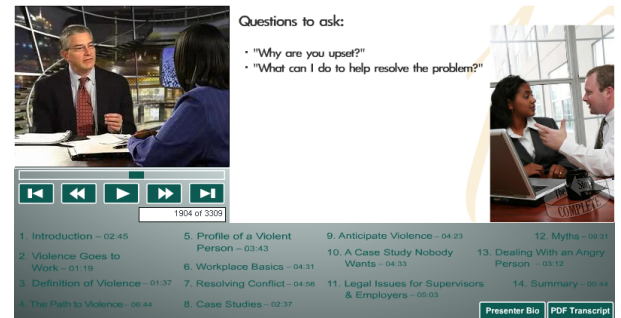 Questions to ask:
· "Why are you upset?"
· "What can I do to help resolve the problem?"
1904 of 3309
COMPLETE
1. Introduction – 02:45
2. Violence Goes to
Work – 01:19
3. Definition of Violence – 01:37
4. The Path to Violence – 06:44
5. Profile of a Violent
Person – 03:43
6. Workplace Basics – 04:31
7. Resolving Conflict – 04:56
8. Case Studies – 02:37
9. Anticipate Violence – 04:23
10. A Case Study Nobody
Wants – 04:33
11. Legal Issues for Supervisors
& Employers – 05:03
12. Myths –
13. Dealing With an Angry
Person – 03:12
14. Summary –
Presenter Bio
PDF Transcript